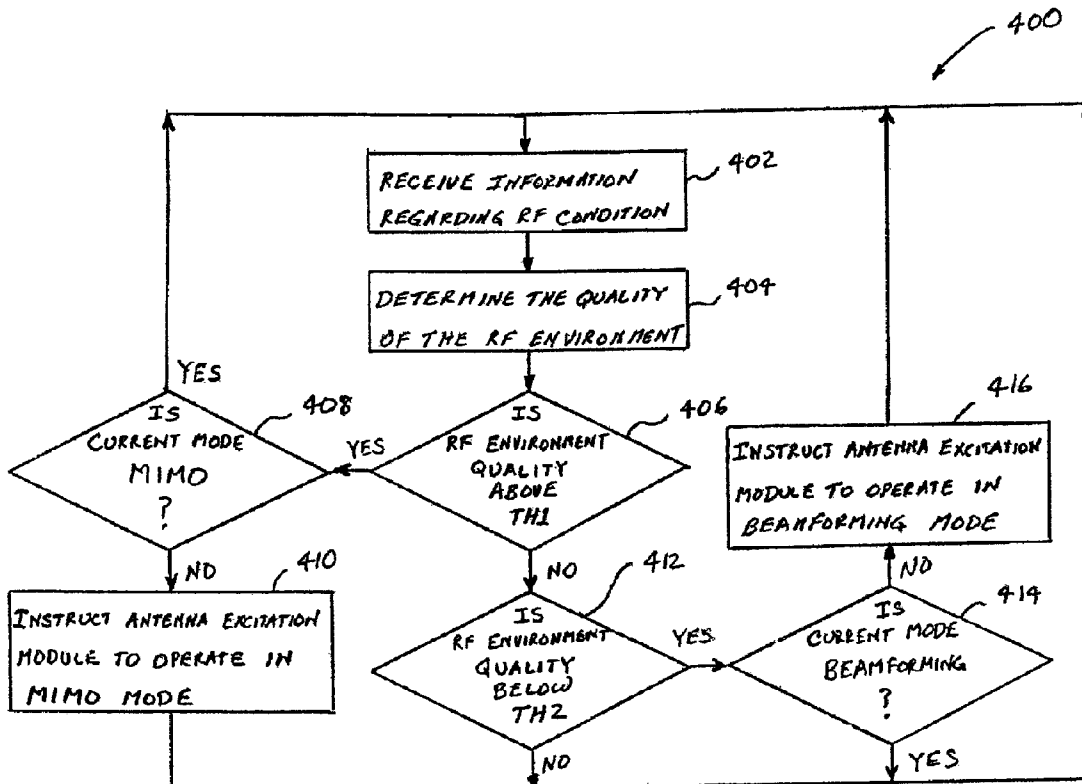 400
RECEIVE INFORMATION
REGARDING RF CONDITION
402
DETERMINE THE QUALITY
OF THE RF ENVIRONMENT
404
IS
RF ENVIRONMENT
QUALITY
ABOVE
TH1
406
YES
NO
IS
CURRENT MODE
MIMO
?
408
YES
NO
INSTRUCT ANTENNA EXCITATION
MODULE TO OPERATE IN
MIMO MODE
410
IS
RF ENVIRONMENT
QUALITY
BELOW
TH2
412
YES
NO
IS
CURRENT MODE
BEAMFORMING
?
414
NO
YES
INSTRUCT ANTENNA EXCITATION
MODULE TO OPERATE IN
BEAMFORMING MODE
416